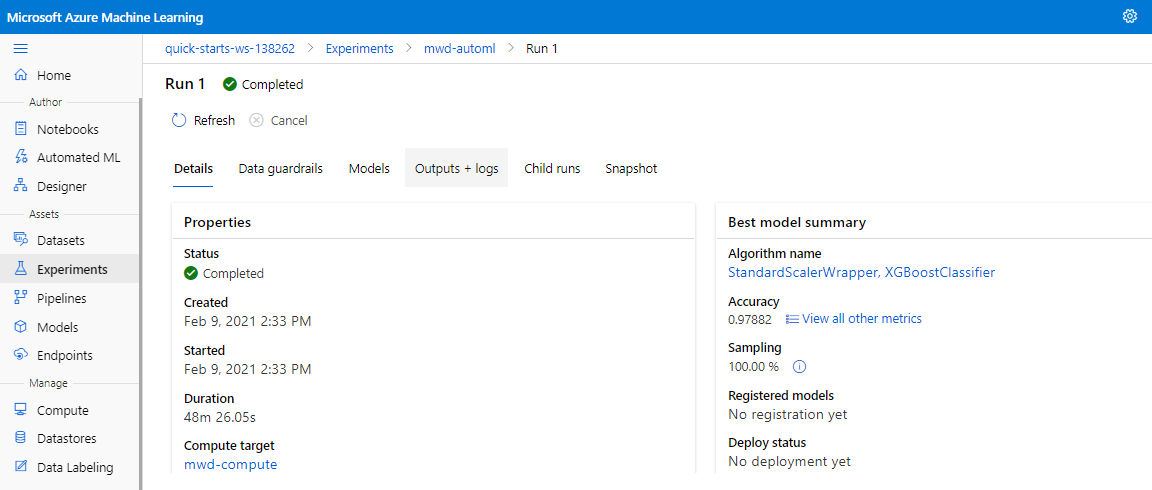 Microsoft Azure Machine Learning
quick-starts-ws-138262 > Experiments > mwd-automl > Run 1
Home
Author
Notebooks
Automated ML
Designer
Assets
Datasets
Experiments
Pipelines
Models
Endpoints
Manage
Compute
Datastores
Data Labeling
Run 1 Completed
Refresh Cancel
Details Data guardrails Models Outputs + logs Child runs Snapshot
Properties
Status
Completed
Created
Feb 9, 2021 2:33 PM
Started
Feb 9, 2021 2:33 PM
Duration
48m 26.05s
Compute target
mwd-compute
Best model summary
Algorithm name
StandardScalerWrapper, XGBoostClassifier
Accuracy
0.97882 View all other metrics
Sampling
100.00 %
Registered models
No registration yet
Deploy status
No deployment yet